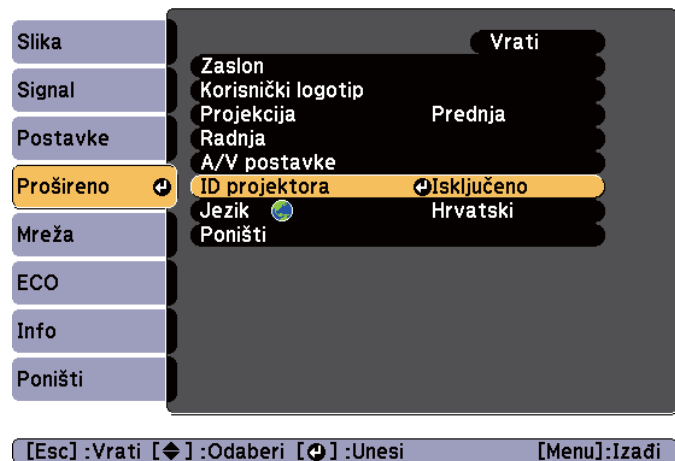 Slika
Signal
Postavke
Prošireno
Mreža
ECO
Info
Poništi
Vrati
Zaslon
Korisnički logotip
Projekcija Prednja
Radnja
A/V postavke
ID projektora Isključeno
Jezik Hrvatski
Poništi
[Esc] :Vrati [◆] :Odaberi [↵] :Unesi [Menu]:Izađi